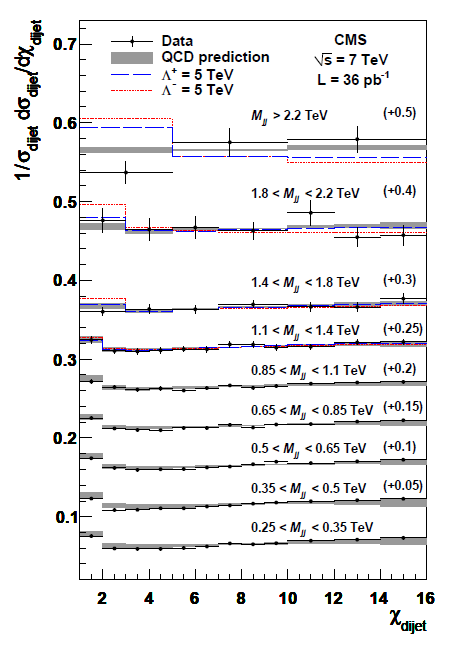 1/σdijet dσdijet/dχdijet
0.7
0.6
0.5
0.4
0.3
0.2
0.1
Data
QCD prediction
Λ⁺ = 5 TeV
Λ⁻ = 5 TeV
CMS
√s = 7 TeV
L = 36 pb⁻¹
MJJ > 2.2 TeV (+0.5)
1.8 < MJJ < 2.2 TeV (+0.4)
1.4 < MJJ < 1.8 TeV (+0.3)
1.1 < MJJ < 1.4 TeV (+0.25)
0.85 < MJJ < 1.1 TeV (+0.2)
0.65 < MJJ < 0.85 TeV (+0.15)
0.5 < MJJ < 0.65 TeV (+0.1)
0.35 < MJJ < 0.5 TeV (+0.05)
0.25 < MJJ < 0.35 TeV
2 4 6 8 10 12 14 16
χdijet